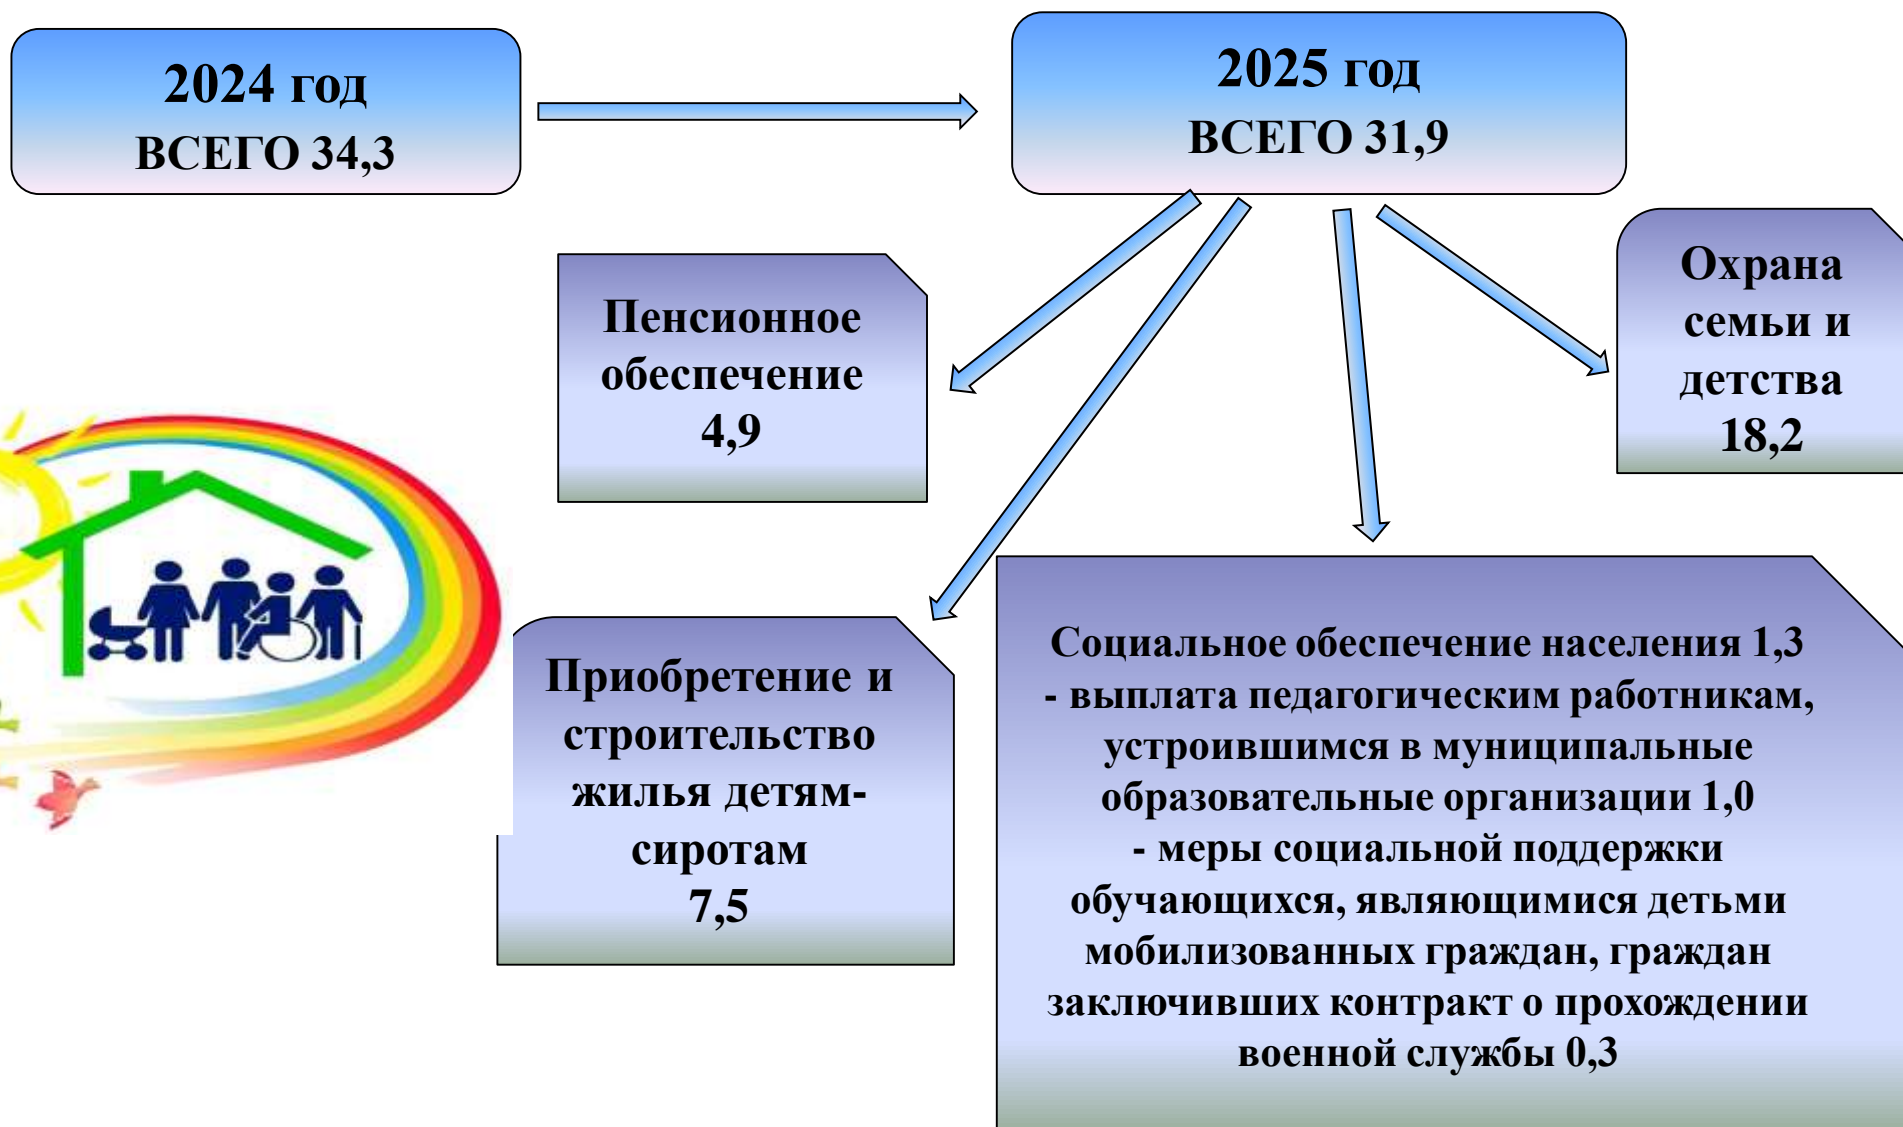 2024 год
ВСЕГО 34,3
2025 год
ВСЕГО 31,9
Пенсионное
обеспечение
4,9
Охрана
семьи и
детства
18,2
Приобретение и
строительство
жилья детям-
сиротам
7,5
Социальное обеспечение населения 1,3
- выплата педагогическим работникам,
устроившимся в муниципальные
образовательные организации 1,0
- меры социальной поддержки
обучающихся, являющимися детьми
мобилизованных граждан, граждан
заключивших контракт о прохождении
военной службы 0,3